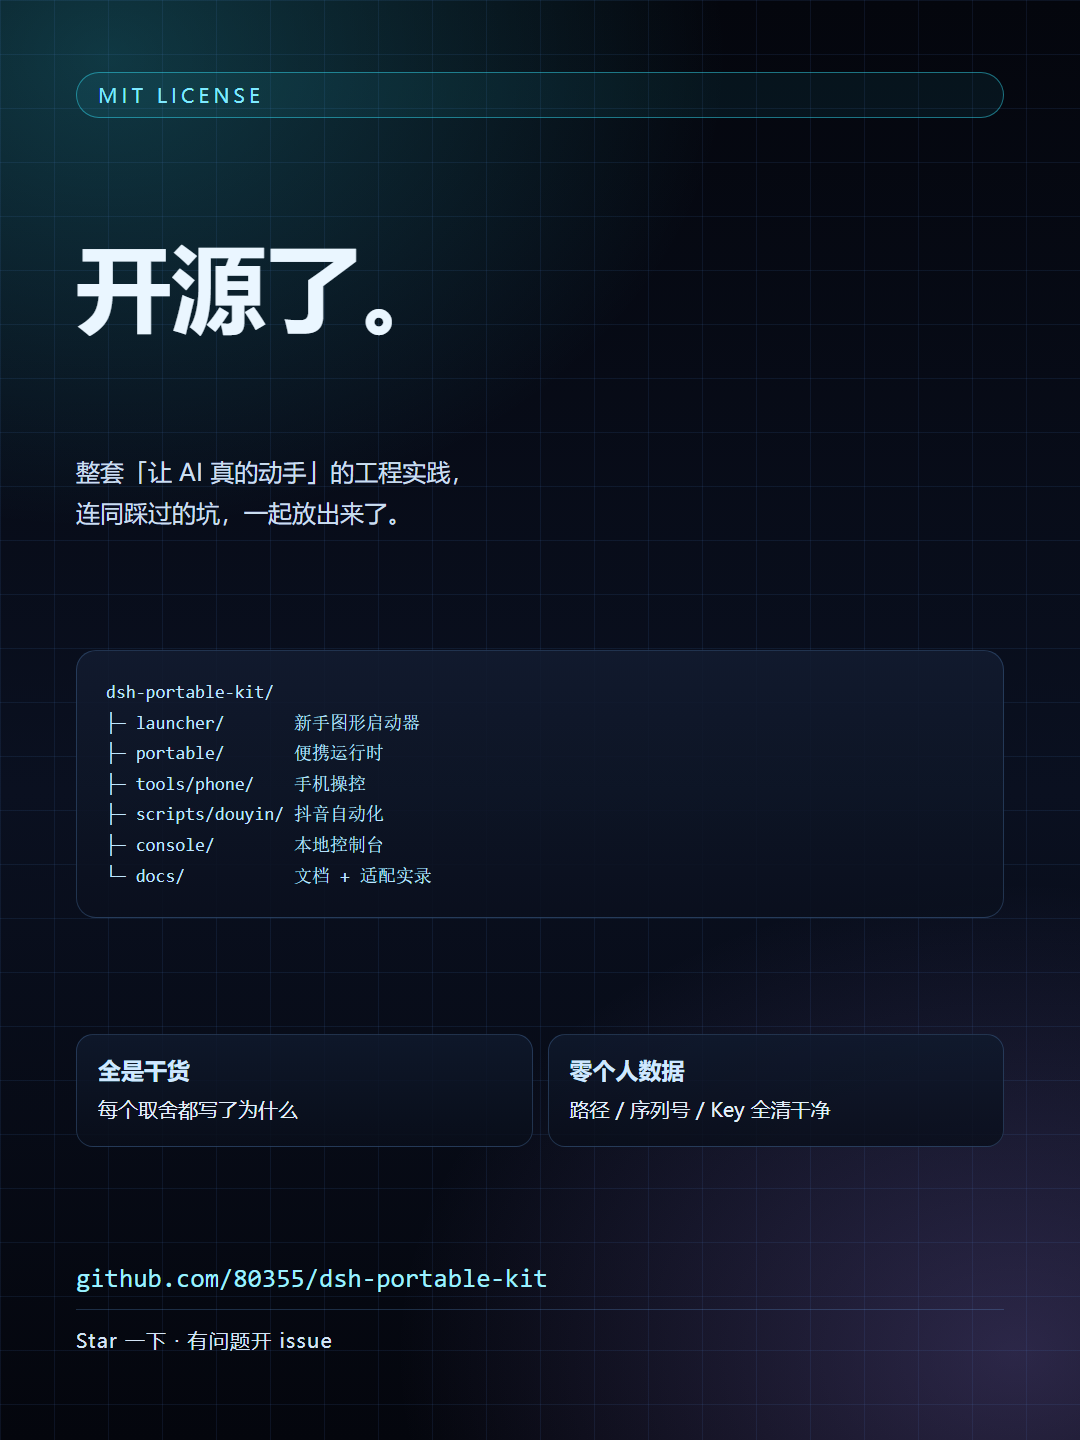 MIT LICENSE
开源了。
整套「让 AI 真的动手」的工程实践，
连同踩过的坑，一起放出来了。
dsh-portable-kit/
├─ launcher/ 新手图形启动器
├─ portable/ 便携运行时
├─ tools/phone/ 手机操控
├─ scripts/douyin/ 抖音自动化
├─ console/ 本地控制台
└─ docs/ 文档 + 适配实录
全是干货
每个取舍都写了为什么
零个人数据
路径 / 序列号 / Key 全清干净
github.com/80355/dsh-portable-kit
Star 一下 · 有问题开 issue